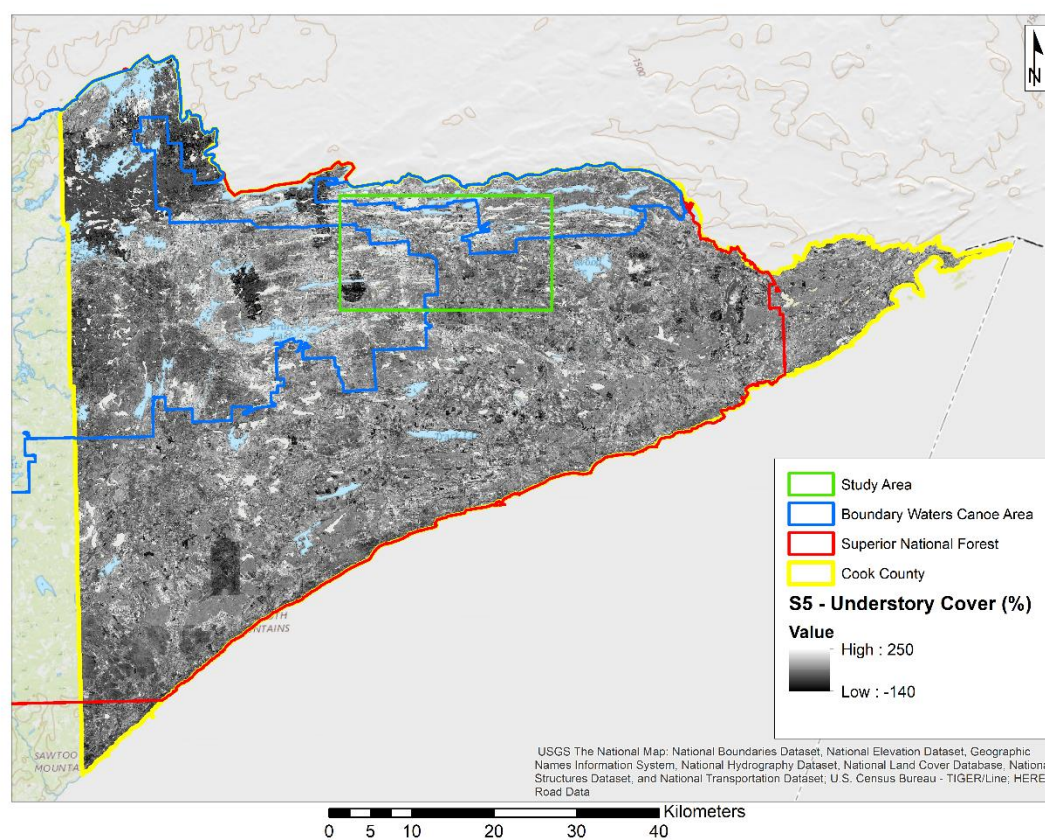 1500
N
Study Area
Boundary Waters Canoe Area
Superior National Forest
Cook County
S5 - Understory Cover (%)
Value
High : 250
Low : -140
NTAINS
SAWTOO
MOUNTA
USGS The National Map: National Boundaries Dataset, National Elevation Dataset, Geographic
Names Information System, National Hydrography Dataset, National Land Cover Database, Nationa
Structures Dataset, and National Transportation Dataset; U.S. Census Bureau - TIGER/Line; HERE
Road Data
Kilometers
0 5 10 20 30 40